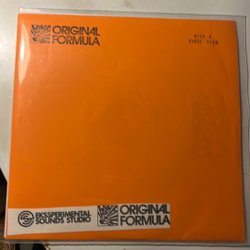 ORIGINAL
FORMULA
EKSSPERIMENTAL
SOUNDS STUDIO
ORIGINAL
FORMULA